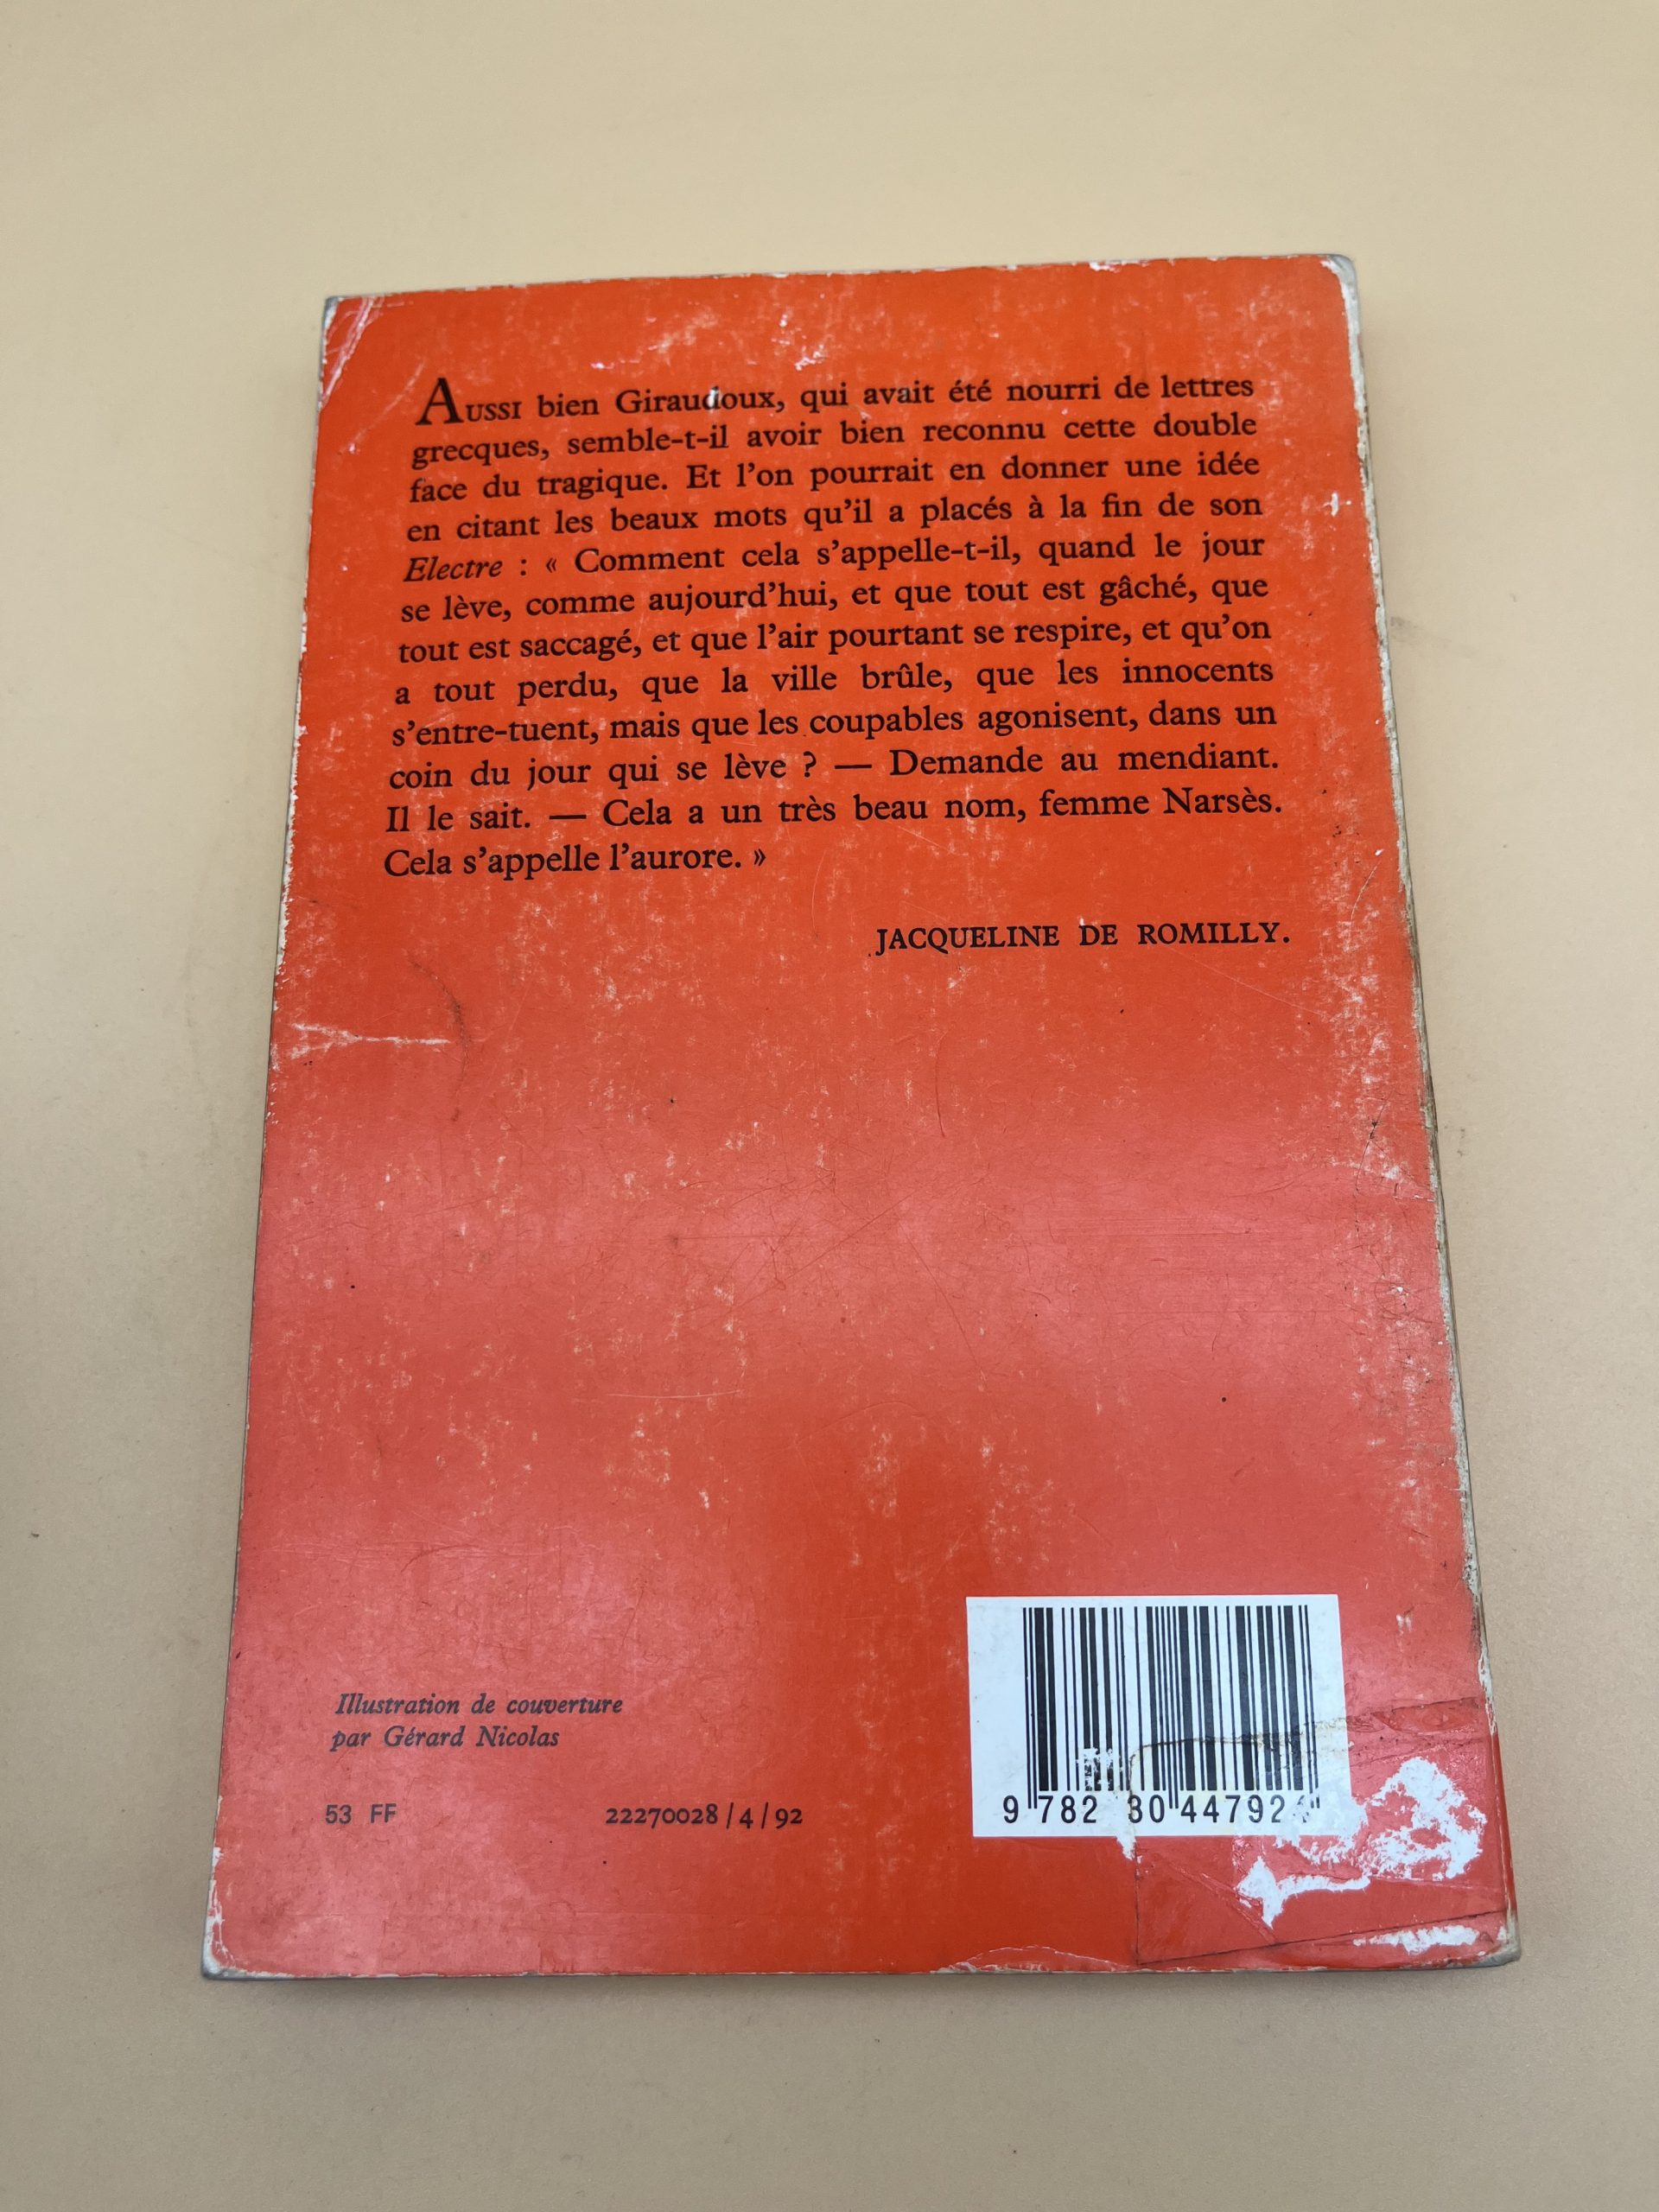 AUSSI bien Giraudoux, qui avait été nourri de lettres
grecques, semble-t-il avoir bien reconnu cette double
face du tragique. Et l'on pourrait en donner une idée
en citant les beaux mots qu'il a placés à la fin de son
Electre : « Comment cela s'appelle-t-il, quand le jour
se lève, comme aujourd'hui, et que tout est gâché, que
tout est saccagé, et que l'air pourtant se respire, et qu'on
a tout perdu, que la ville brûle, que les innocents
s'entre-tuent, mais que les coupables agonisent, dans un
coin du jour qui se lève ? — Demande au mendiant.
Il le sait. — Cela a un très beau nom, femme Narsès.
Cela s'appelle l'aurore. »
JACQUELINE DE ROMILLY.
Illustration de couverture
par Gérard Nicolas
53 FF
22270028/4/92
9 782 30 44792